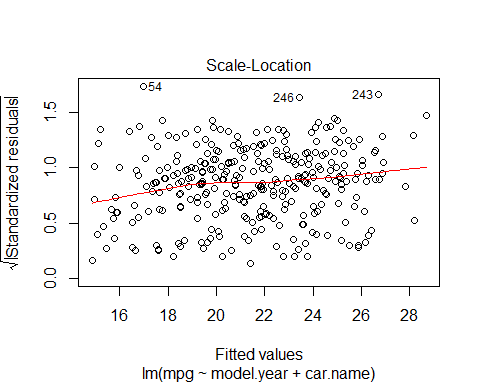 Scale-Location
√|Standardized residuals|
1.5
1.0
0.5
0.0
54
246
243
16 18 20 22 24 26 28
Fitted values
lm(mpg ~ model.year + car.name)